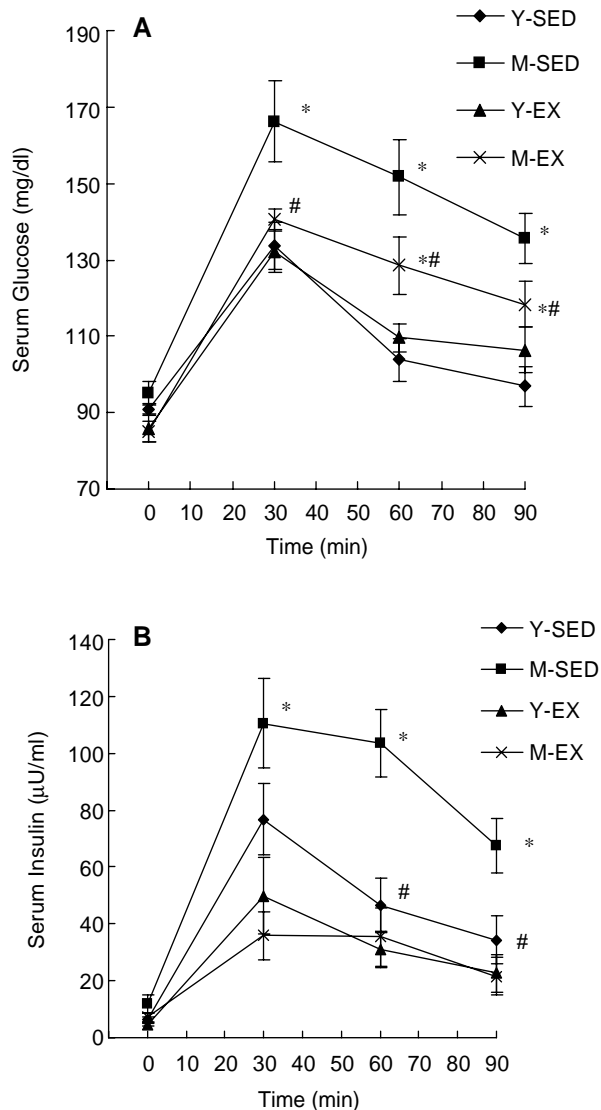 A
Y-SED
M-SED
Y-EX
M-EX
190
170
150
130
110
90
70
Serum Glucose (mg/dl)
*
*
*
#
*#
*#
0 10 20 30 40 50 60 70 80 90
Time (min)
B
Y-SED
M-SED
Y-EX
M-EX
140
120
100
80
60
40
20
0
Serum Insulin (μU/ml)
*
*
*
#
#
0 10 20 30 40 50 60 70 80 90
Time (min)